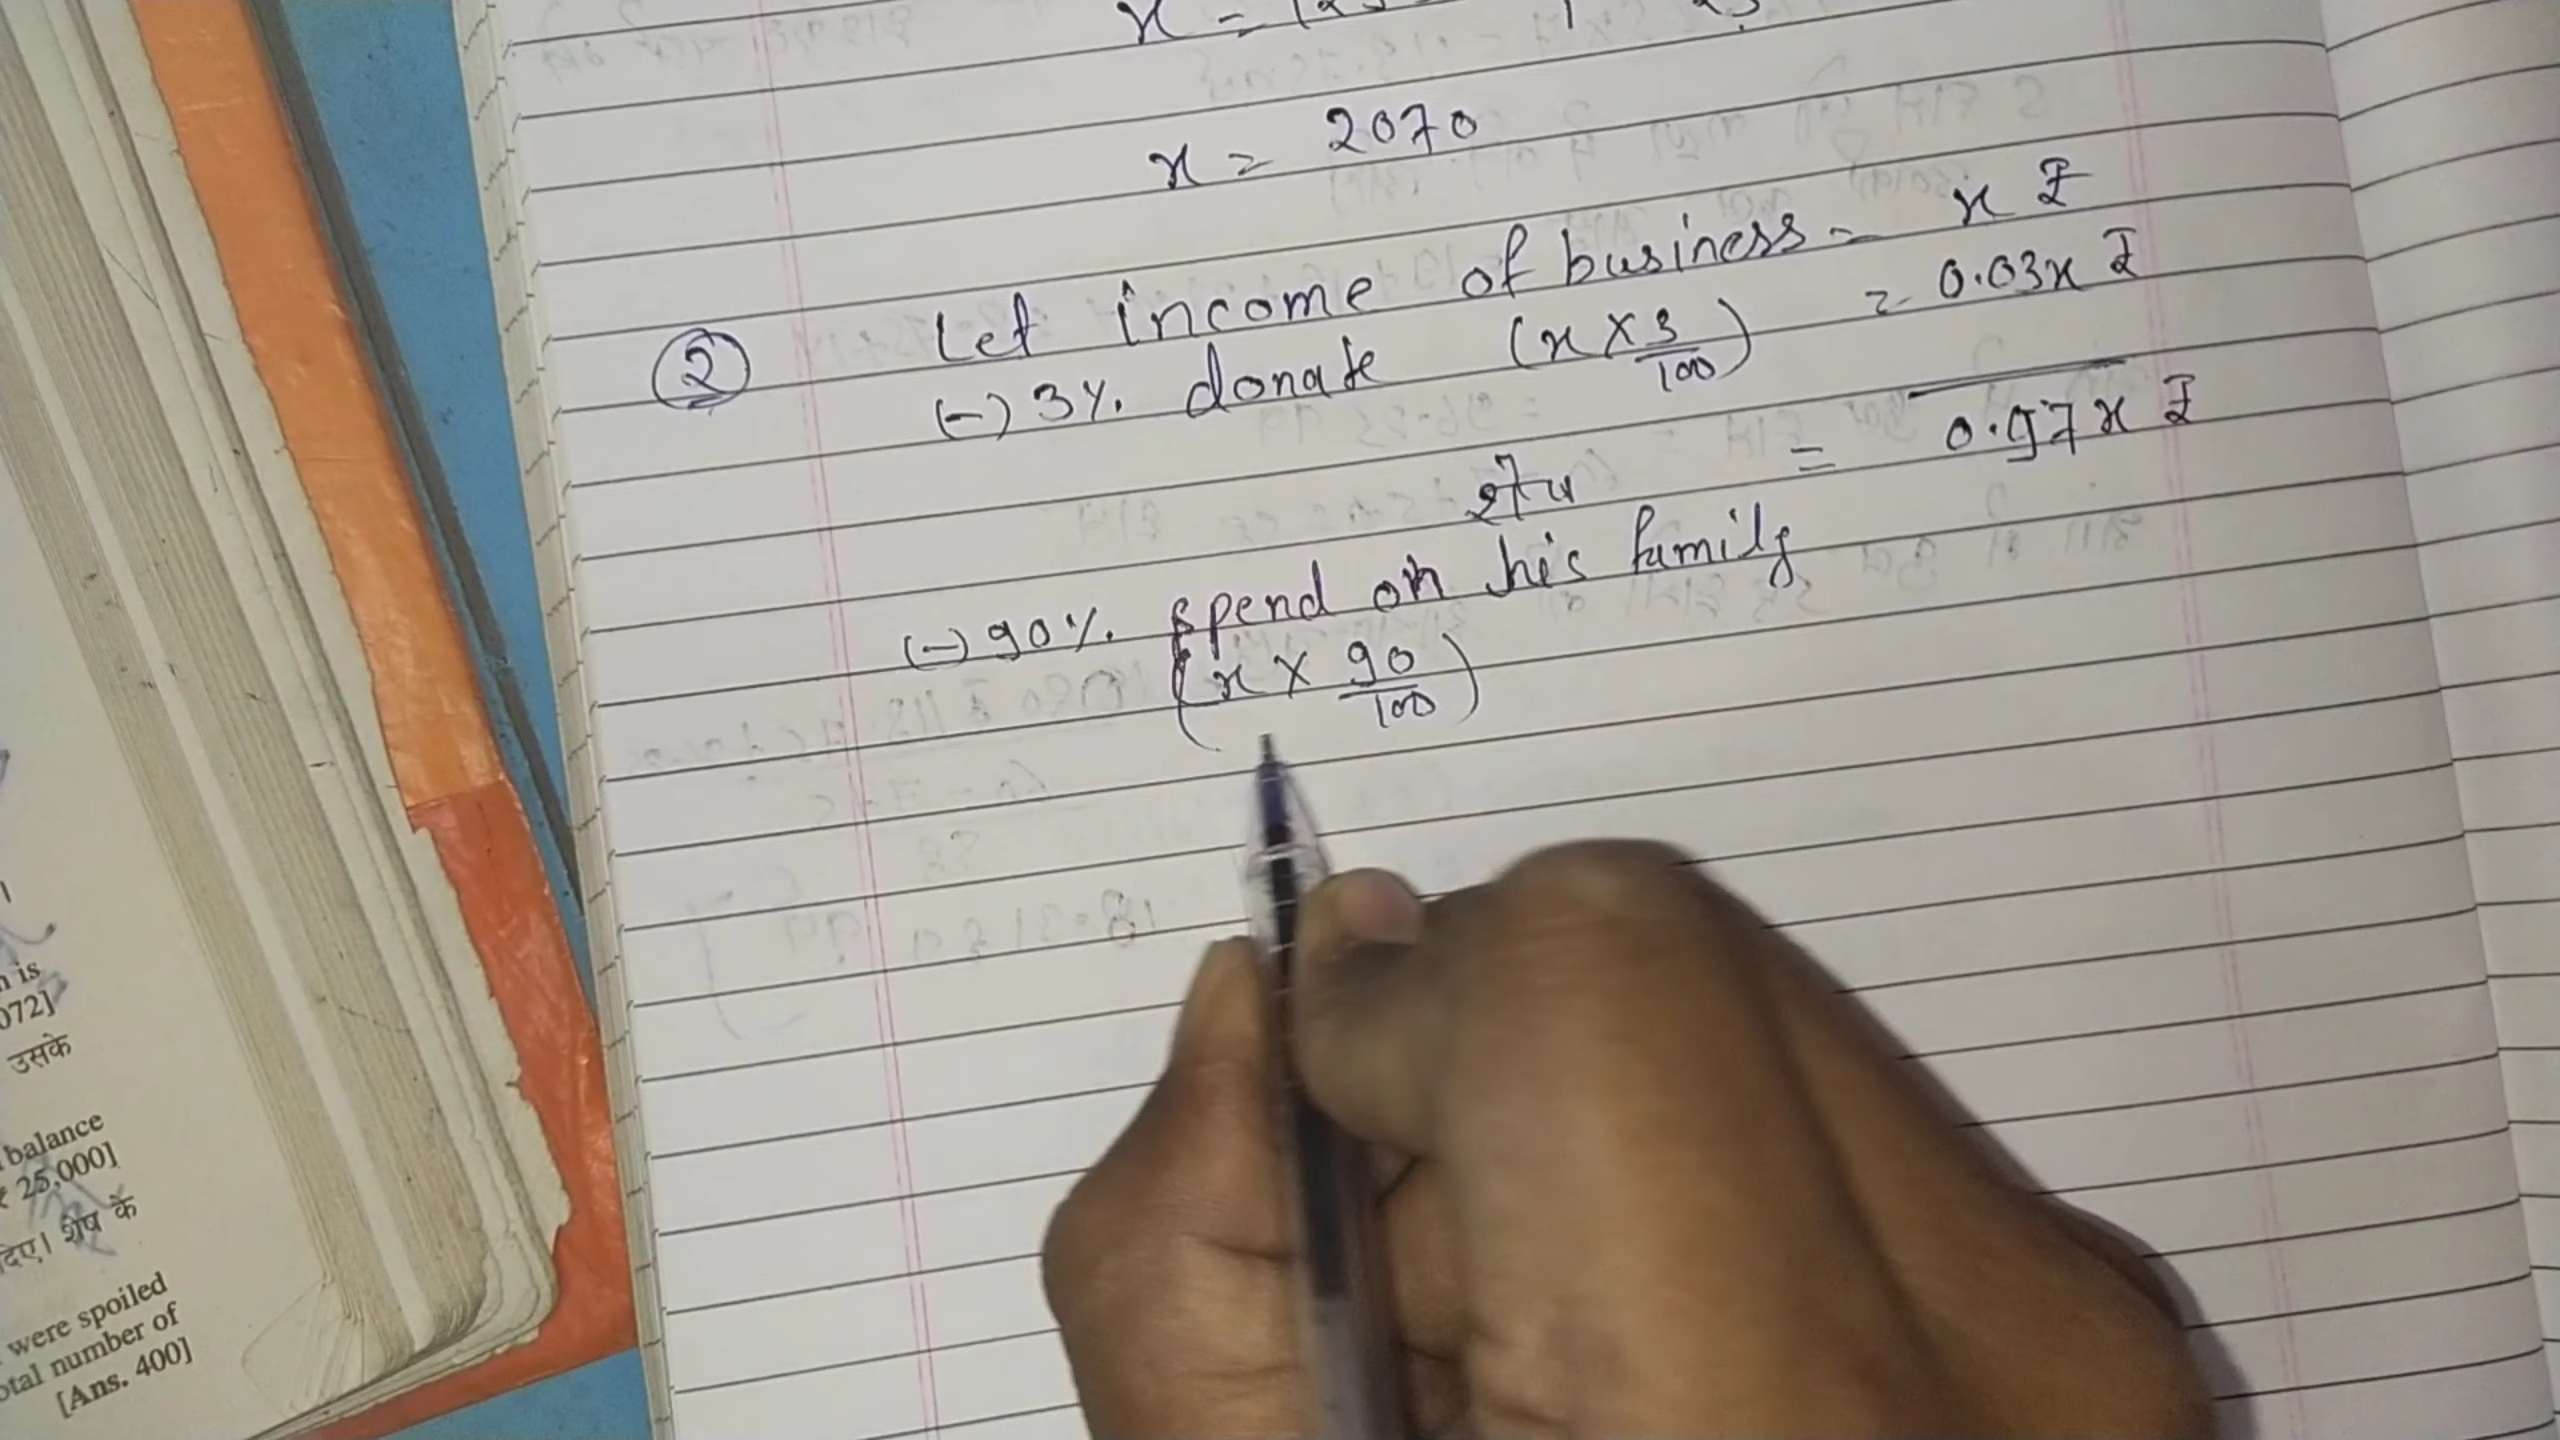 x = 2070
② Let income of business = x ₹
(-) 3% donate (x × 3/100) = 0.03x ₹
शेष = 0.97x ₹
(-) 90% spend on his family
(x × 90/100)
is
072]
उसके
balance
₹ 25,000]
दिए। शेष के
were spoiled
total number of
[Ans. 400]